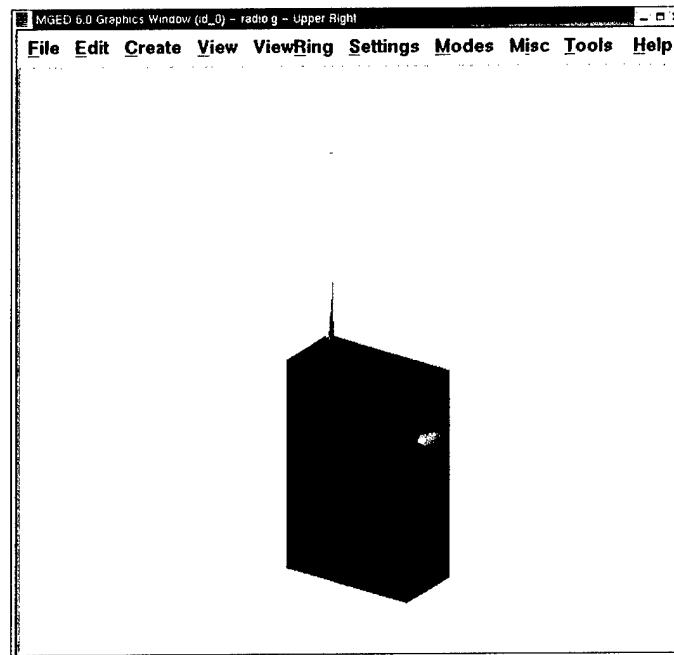 MGED 6.0 Graphics Window (id_0) - radio g - Upper Right
File Edit Create View ViewRing Settings Modes Misc Tools Help